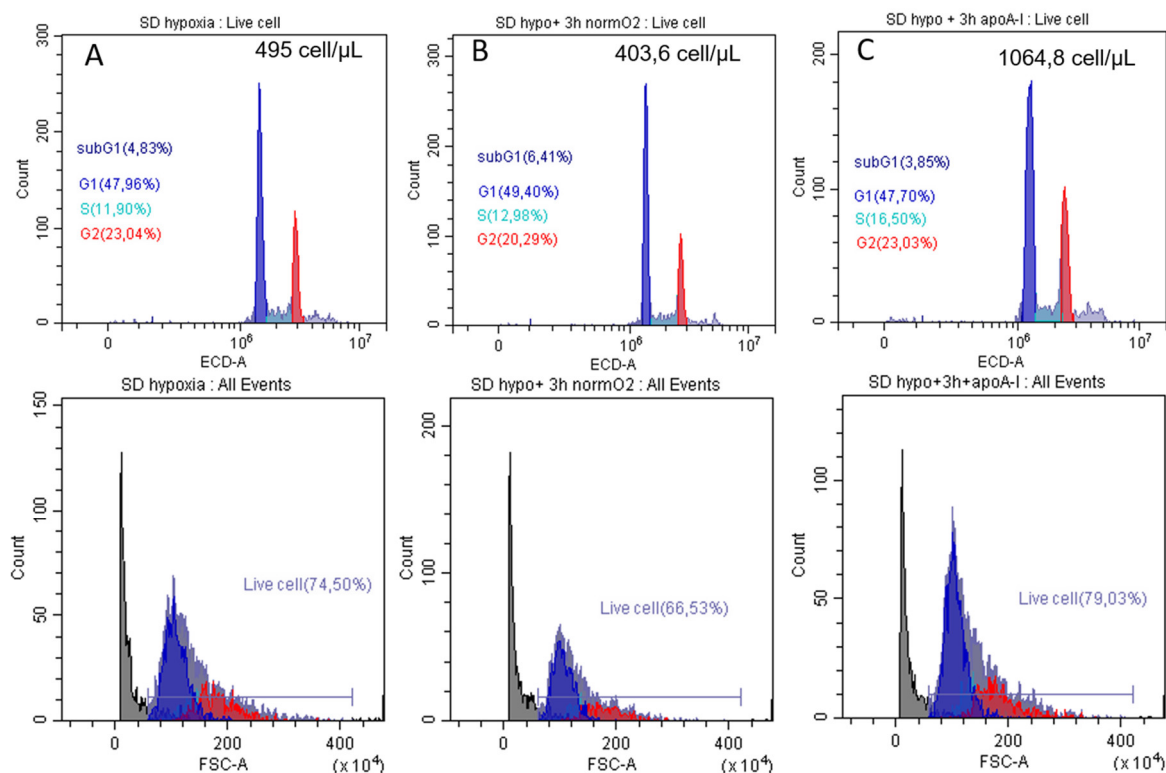 SD hypoxia : Live cell
A
495 cell/µL
300
200
100
0
Count
subG1(4,83%)
G1(47,96%)
S(11,90%)
G2(23,04%)
10⁶
10⁷
ECD-A
SD hypo+ 3h normO2 : Live cell
B
403,6 cell/µL
300
200
100
0
Count
subG1(6,41%)
G1(49,40%)
S(12,98%)
G2(20,29%)
10⁶
10⁷
ECD-A
SD hypo + 3h apoA-I : Live cell
C
1064,8 cell/µL
200
100
0
Count
subG1(3,85%)
G1(47,70%)
S(16,50%)
G2(23,03%)
10⁶
10⁷
ECD-A
SD hypoxia : All Events
150
100
50
0
Count
Live cell(74,50%)
0 200 400
FSC-A (x 10⁴)
SD hypo+ 3h normO2 : All Events
200
100
0
Count
Live cell(66,53%)
0 200 400
FSC-A (x 10⁴)
SD hypo+3h+apoA-I : All Events
100
50
0
Count
Live cell(79,03%)
0 200 400
FSC-A (x 10⁴)